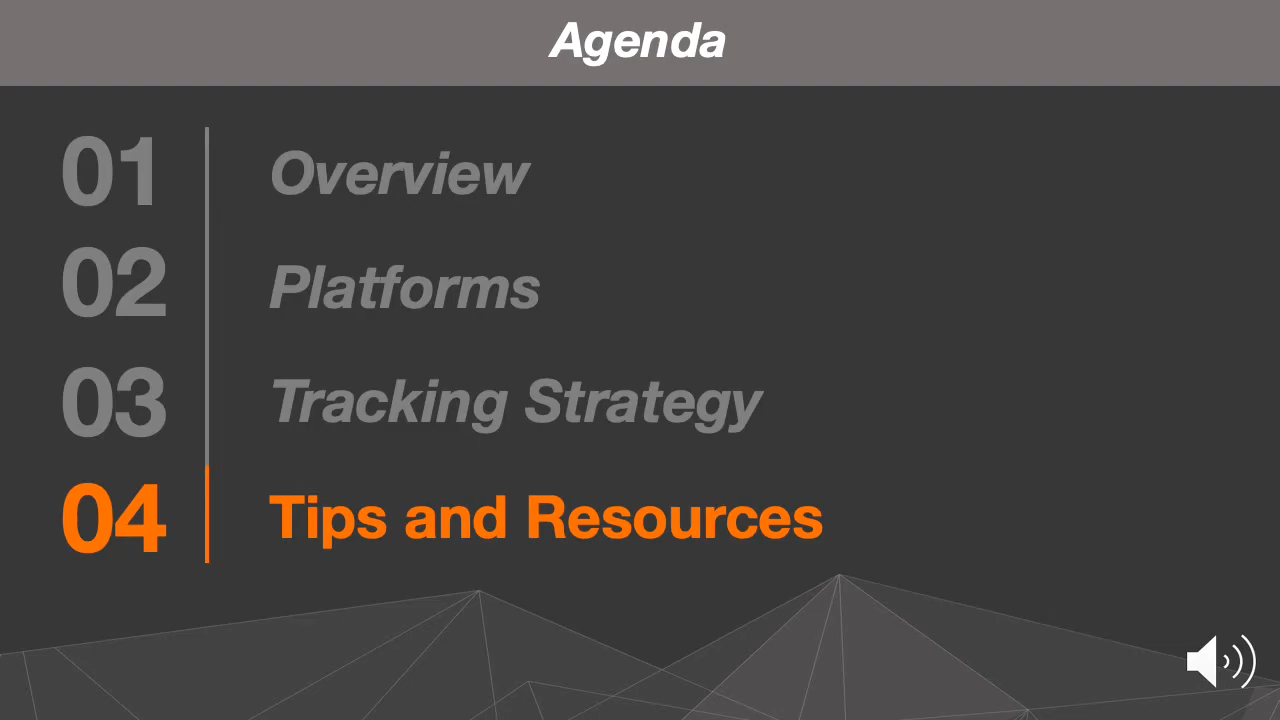 Agenda
01 Overview
02 Platforms
03 Tracking Strategy
04 Tips and Resources